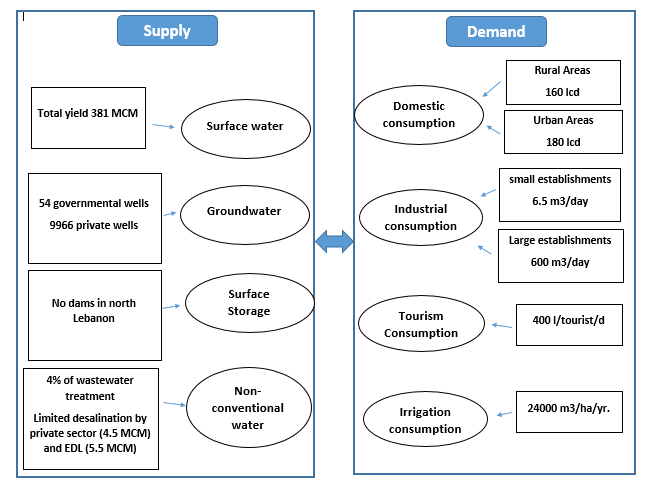 Supply
Total yield 381 MCM
Surface water
54 governmental wells
9966 private wells
Groundwater
No dams in north
Lebanon
Surface
Storage
4% of wastewater
treatment
Limited desalination by
private sector (4.5 MCM)
and EDL (5.5 MCM)
Non-
conventional
water
Demand
Domestic
consumption
Rural Areas
160 lcd
Urban Areas
180 lcd
Industrial
consumption
small establishments
6.5 m3/day
Large establishments
600 m3/day
Tourism
Consumption
400 l/tourist/d
Irrigation
consumption
24000 m3/ha/yr.